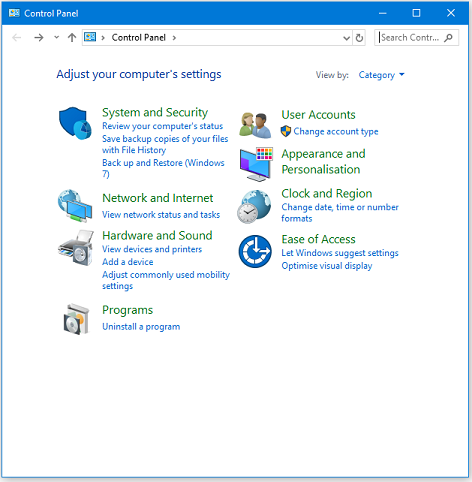 Control Panel
Control Panel
Search Contr...
Adjust your computer's settings
View by: Category
System and Security
Review your computer's status
Save backup copies of your files
with File History
Back up and Restore (Windows
7)
Network and Internet
View network status and tasks
Hardware and Sound
View devices and printers
Add a device
Adjust commonly used mobility
settings
Programs
Uninstall a program
User Accounts
Change account type
Appearance and
Personalisation
Clock and Region
Change date, time or number
formats
Ease of Access
Let Windows suggest settings
Optimise visual display